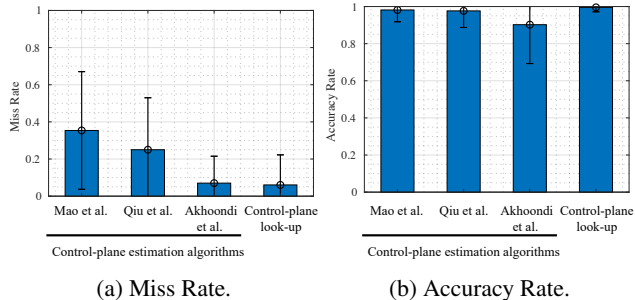 1
0.8
0.6
0.4
0.2
0
Miss Rate
Mao et al.
Qiu et al.
Akhoondi
et al.
Control-plane
look-up
Control-plane estimation algorithms
(a) Miss Rate.
1
0.8
0.6
0.4
0.2
0
Accuracy Rate
Mao et al.
Qiu et al.
Akhoondi
et al.
Control-plane
look-up
Control-plane estimation algorithms
(b) Accuracy Rate.